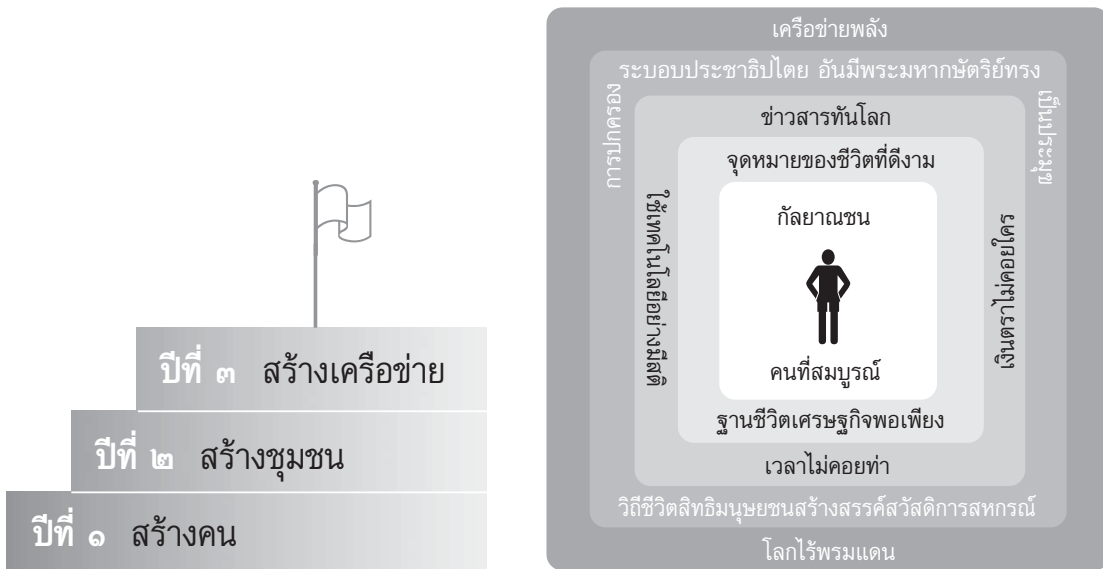 ปีที่ ๓ สร้างเครือข่าย
ปีที่ ๒ สร้างชุมชน
ปีที่ ๑ สร้างคน
เครือข่ายพลัง
การปกครอง
ระบอบประชาธิปไตย อันมีพระมหากษัตริย์ทรง
เป็นประมุข
ข่าวสารทันโลก
ใช้เทคโนโลยีอย่างมีสติ
จุดหมายของชีวิตที่ดีงาม
กัลยาณชน
คนที่สมบูรณ์
ฐานชีวิตเศรษฐกิจพอเพียง
เงินตราไม่คอยใคร
เวลาไม่คอยท่า
วิถีชีวิตสิทธิมนุษยชนสร้างสรรค์สวัสดิการสหกรณ์
โลกไร้พรมแดน